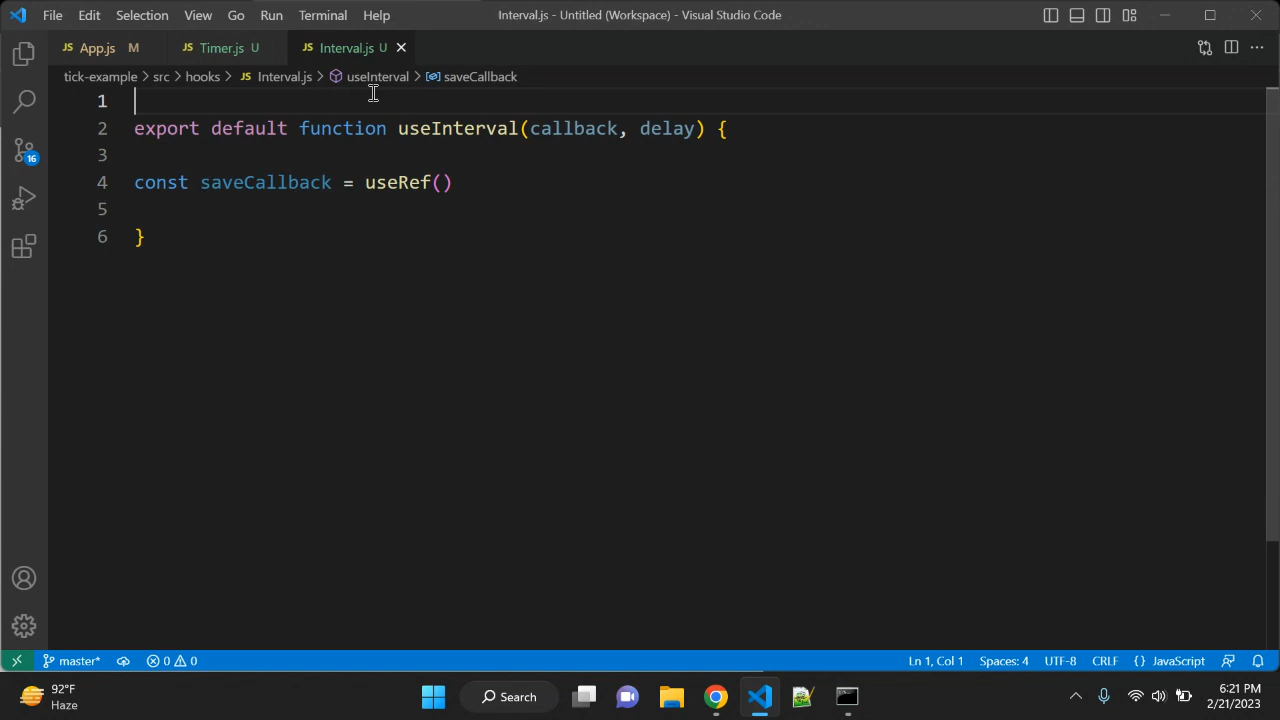 File Edit Selection View Go Run Terminal Help Interval.js - Untitled (Workspace) - Visual Studio Code
JS App.js M JS Timer.js U JS Interval.js U
tick-example > src > hooks > JS Interval.js > useInterval > saveCallback
1
2 export default function useInterval(callback, delay) {
3
4 const saveCallback = useRef()
5
6 }
16
master* 0 0 Ln 1, Col 1 Spaces: 4 UTF-8 CRLF {} JavaScript
92°F
Haze
Search
6:21 PM
2/21/2023